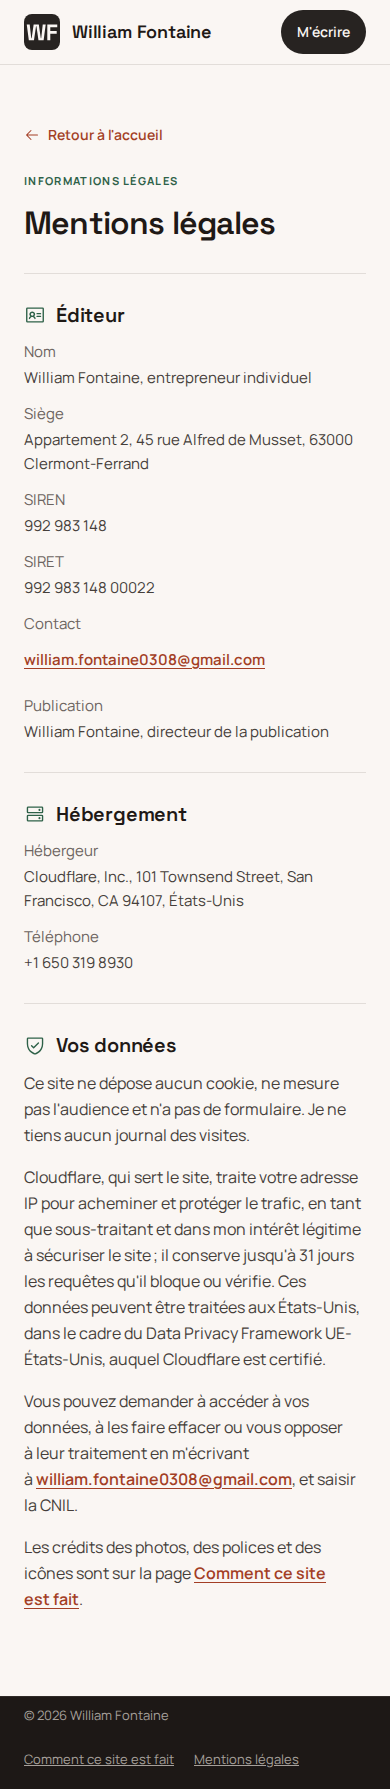 WF William Fontaine M'écrire
← Retour à l'accueil
INFORMATIONS LÉGALES
Mentions légales
Éditeur
Nom
William Fontaine, entrepreneur individuel
Siège
Appartement 2, 45 rue Alfred de Musset, 63000
Clermont-Ferrand
SIREN
992 983 148
SIRET
992 983 148 00022
Contact
william.fontaine0308@gmail.com
Publication
William Fontaine, directeur de la publication
Hébergement
Hébergeur
Cloudflare, Inc., 101 Townsend Street, San
Francisco, CA 94107, États-Unis
Téléphone
+1 650 319 8930
Vos données
Ce site ne dépose aucun cookie, ne mesure
pas l'audience et n'a pas de formulaire. Je ne
tiens aucun journal des visites.
Cloudflare, qui sert le site, traite votre adresse
IP pour acheminer et protéger le trafic, en tant
que sous-traitant et dans mon intérêt légitime
à sécuriser le site ; il conserve jusqu'à 31 jours
les requêtes qu'il bloque ou vérifie. Ces
données peuvent être traitées aux États-Unis,
dans le cadre du Data Privacy Framework UE-
États-Unis, auquel Cloudflare est certifié.
Vous pouvez demander à accéder à vos
données, à les faire effacer ou vous opposer
à leur traitement en m'écrivant
à william.fontaine0308@gmail.com, et saisir
la CNIL.
Les crédits des photos, des polices et des
icônes sont sur la page Comment ce site
est fait.
© 2026 William Fontaine
Comment ce site est fait Mentions légales